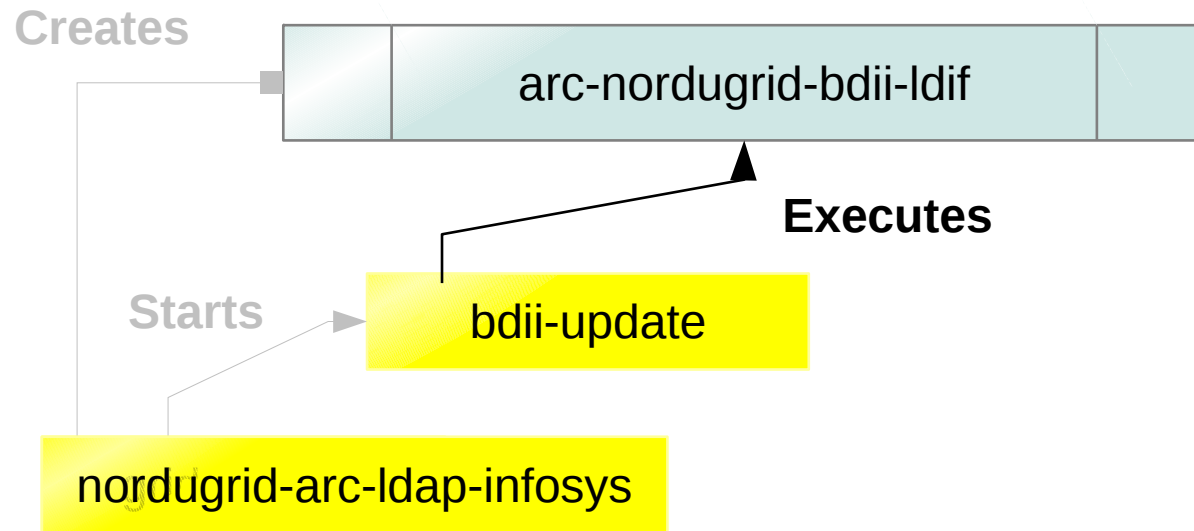 Creates
arc-nordugrid-bdii-ldif
Executes
Starts
bdii-update
nordugrid-arc-ldap-infosys